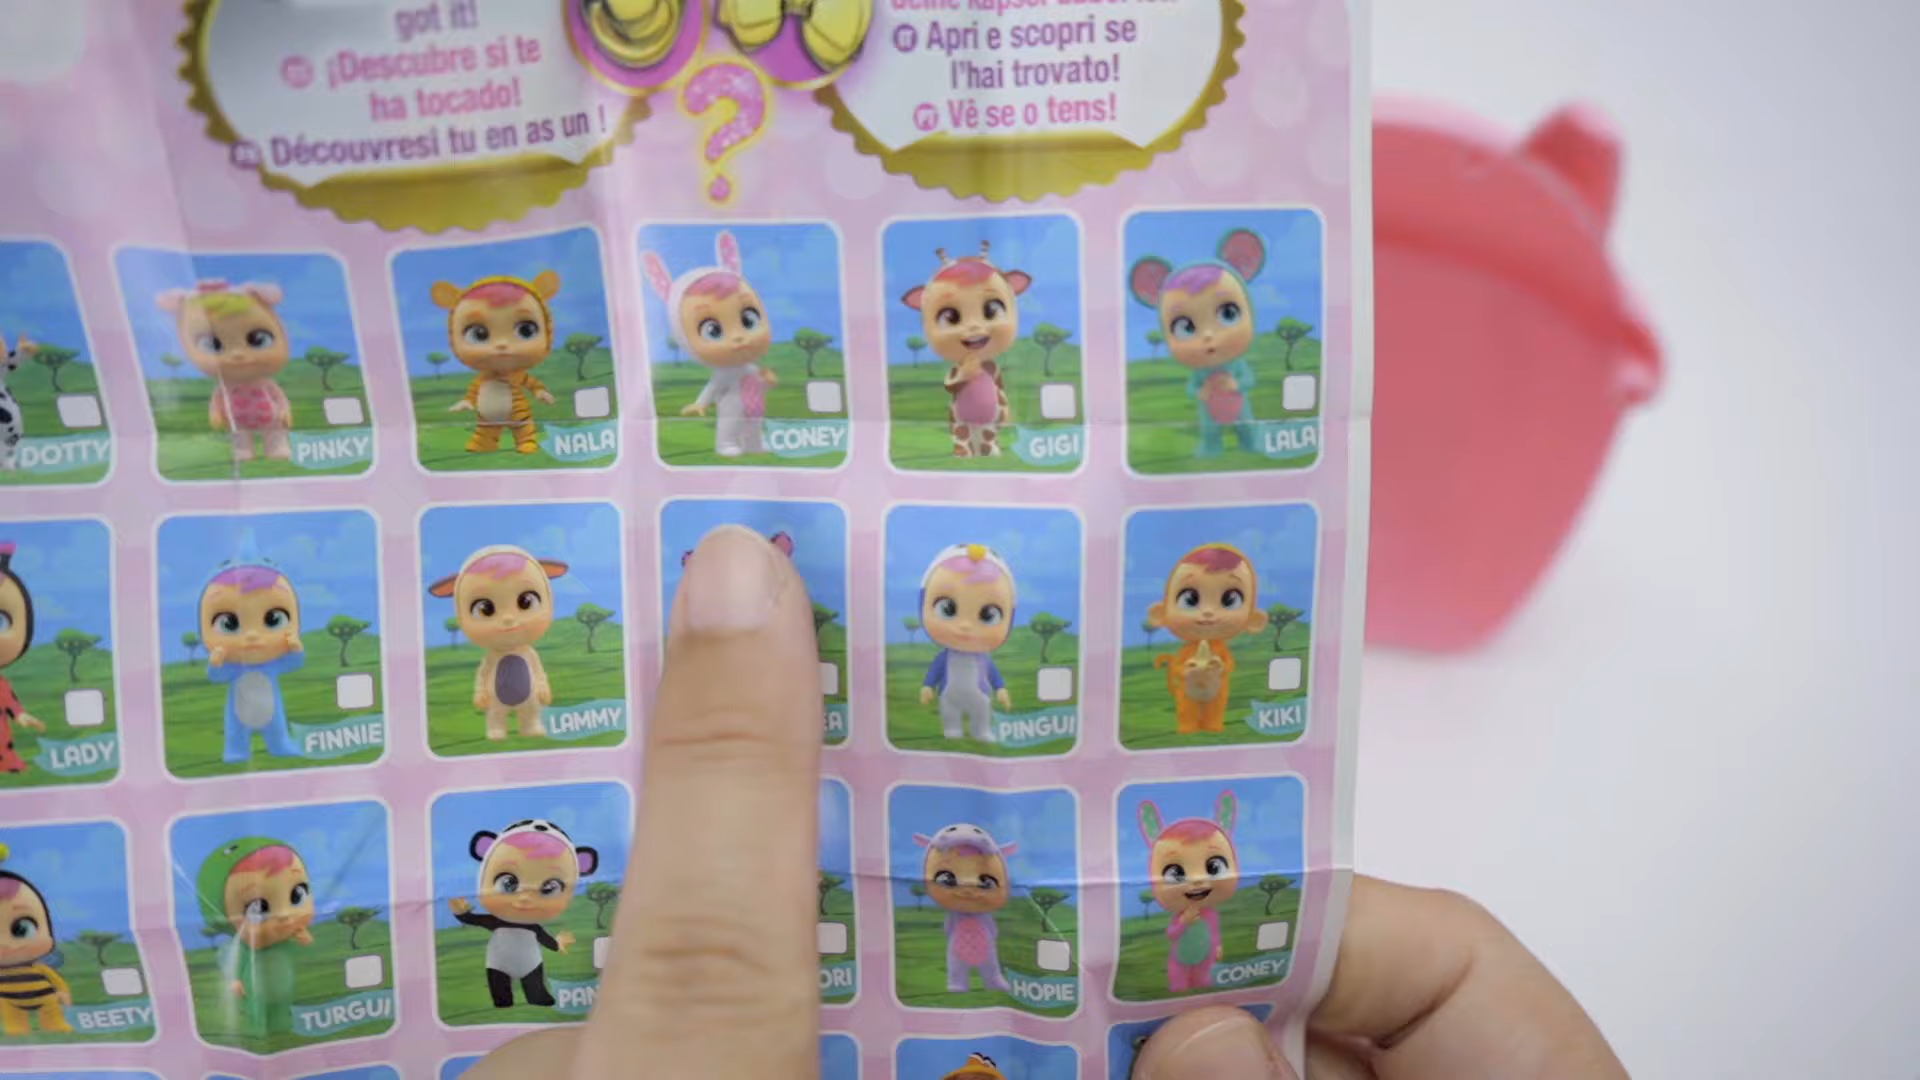 got it!
¡Descubre si te
ha tocado!
Découvresi tu en as un !
Apri e scopri se
l'hai trovato!
Vê se o tens!
DOTTY
PINKY
NALA
CONEY
GIGI
LALA
LADY
FINNIE
LAMMY
PINGUI
KIKI
BEETY
TURGUI
HOPIE
CONEY